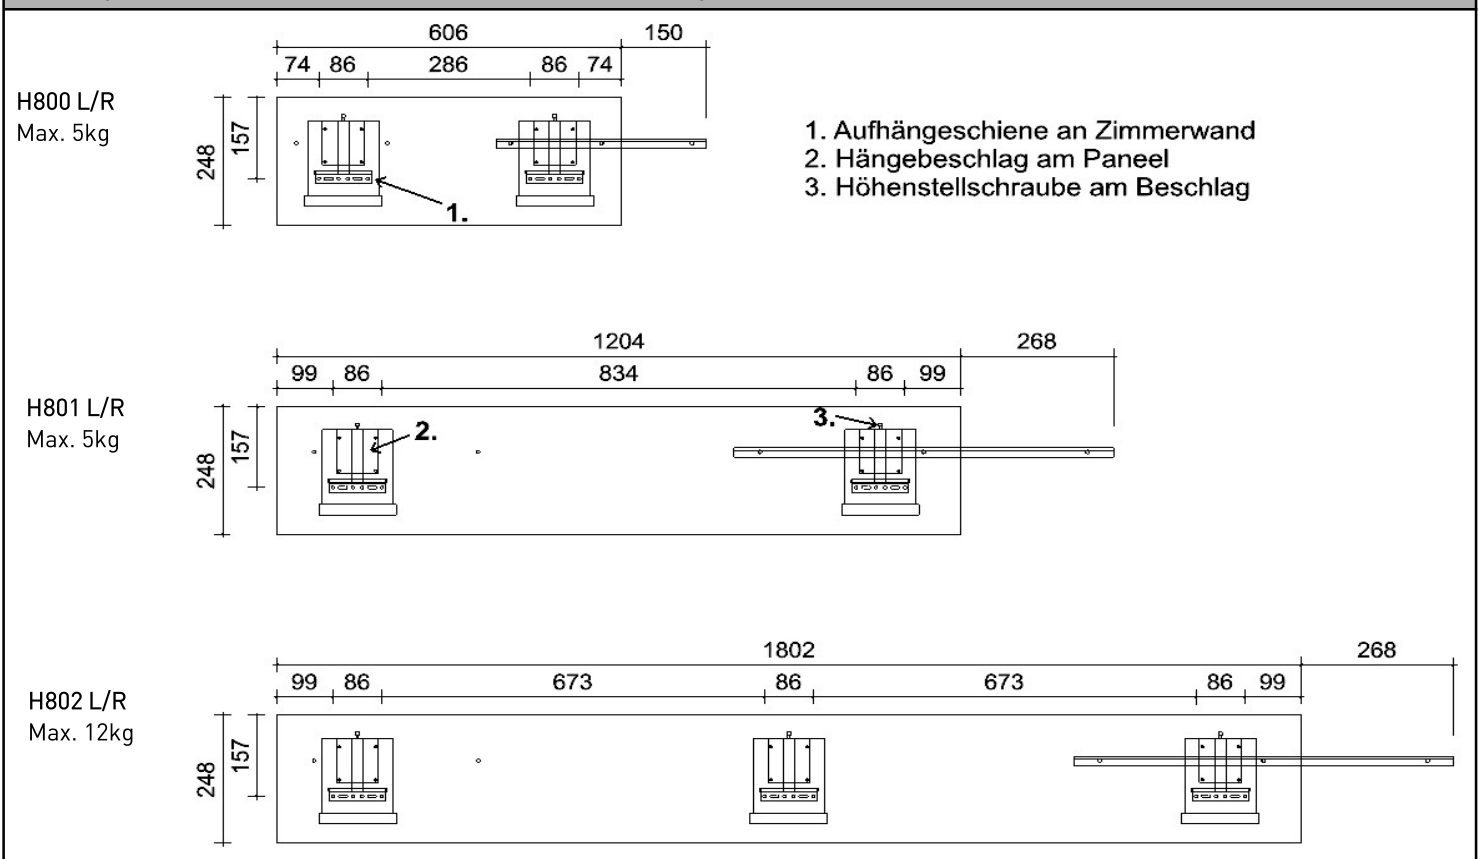 606 150
74 86 286 86 74
H800 L/R
Max. 5kg
248
157
1.
1. Aufhängeschiene an Zimmerwand
2. Hängebeschlag am Paneel
3. Höhenstellschraube am Beschlag
1204 268
99 86 834 86 99
H801 L/R
Max. 5kg
248
157
2.
3.
1802 268
99 86 673 86 673 86 99
H802 L/R
Max. 12kg
248
157